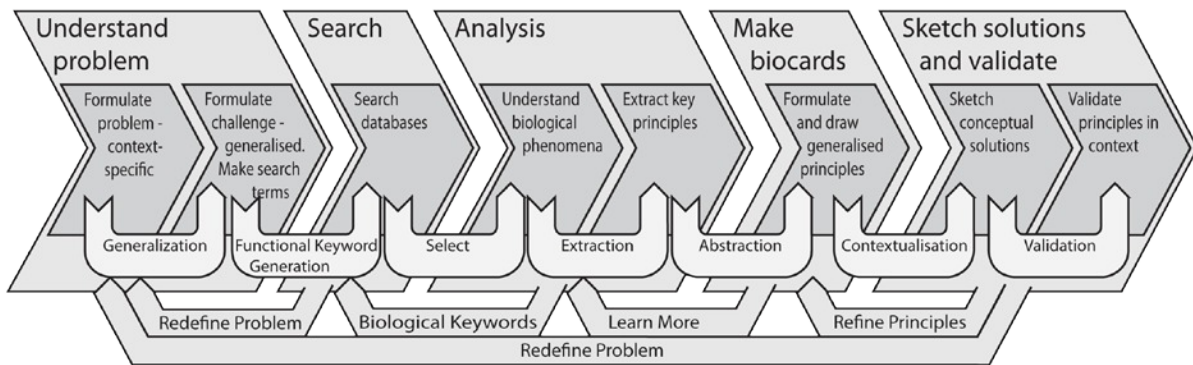 Understand
problem
Search
Analysis
Make
biocards
Sketch solutions
and validate
Formulate
problem -
context-
specific
Formulate
challenge -
generalised.
Make search
terms
Search
databases
Understand
biological
phenomena
Extract key
principles
Formulate
and draw
generalised
principles
Sketch
conceptual
solutions
Validate
principles in
context
Generalization
Functional Keyword
Generation
Select
Extraction
Abstraction
Contextualisation
Validation
Redefine Problem
Biological Keywords
Learn More
Refine Principles
Redefine Problem